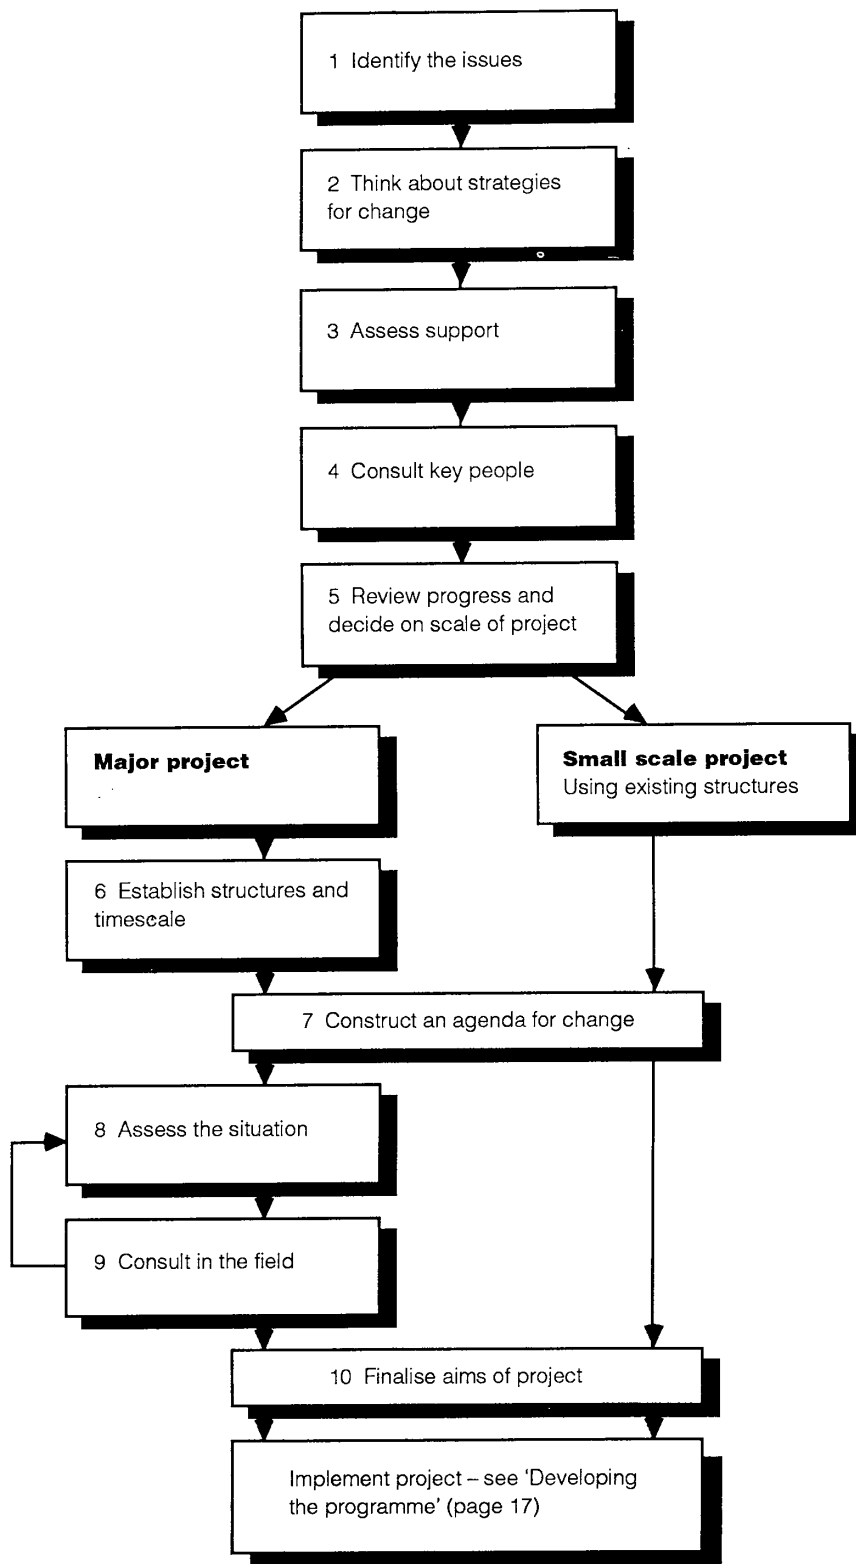 1 Identify the issues
2 Think about strategies
for change
3 Assess support
4 Consult key people
5 Review progress and
decide on scale of project
Major project
Small scale project
Using existing structures
6 Establish structures and
timescale
7 Construct an agenda for change
8 Assess the situation
9 Consult in the field
10 Finalise aims of project
Implement project – see ‘Developing
the programme’ (page 17)